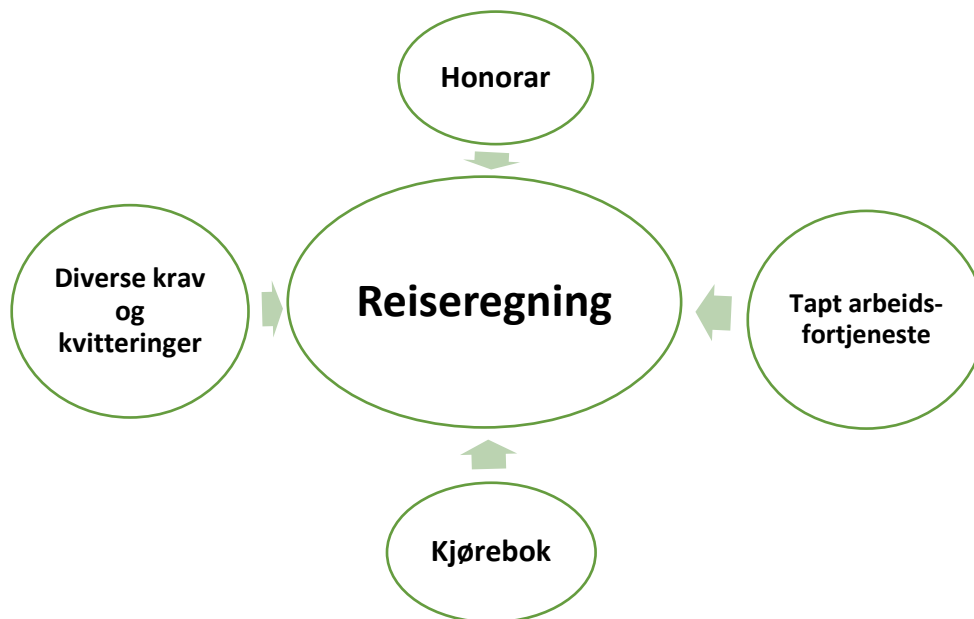 Honorar
Diverse krav
og
kvitteringer
Reiseregning
Tapt arbeids-
fortjeneste
Kjørebok